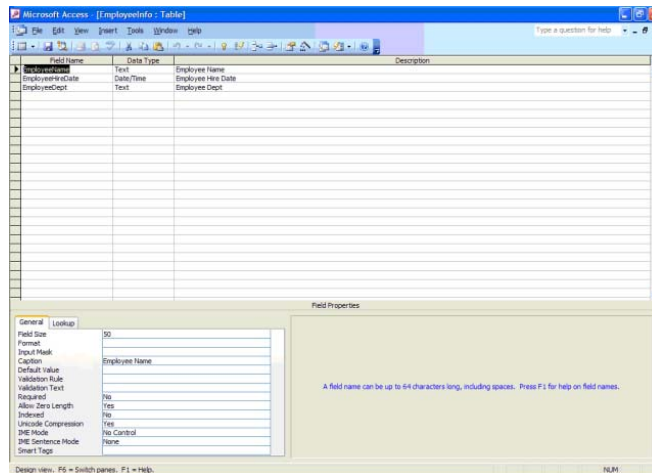 Microsoft Access - [EmployeeInfo : Table]
File Edit View Insert Tools Window Help Type a question for help
Field Name Data Type Description
EmployeeName Text Employee Name
EmployeeHireDate Date/Time Employee Hire Date
EmployeeDept Text Employee Dept
Field Properties
General Lookup
Field Size 50
Format
Input Mask
Caption Employee Name
Default Value
Validation Rule
Validation Text
Required No
Allow Zero Length Yes
Indexed No
Unicode Compression Yes
IME Mode No Control
IME Sentence Mode None
Smart Tags
A field name can be up to 64 characters long, including spaces. Press F1 for help on field names.
Design view. F6 = Switch panes. F1 = Help. NUM